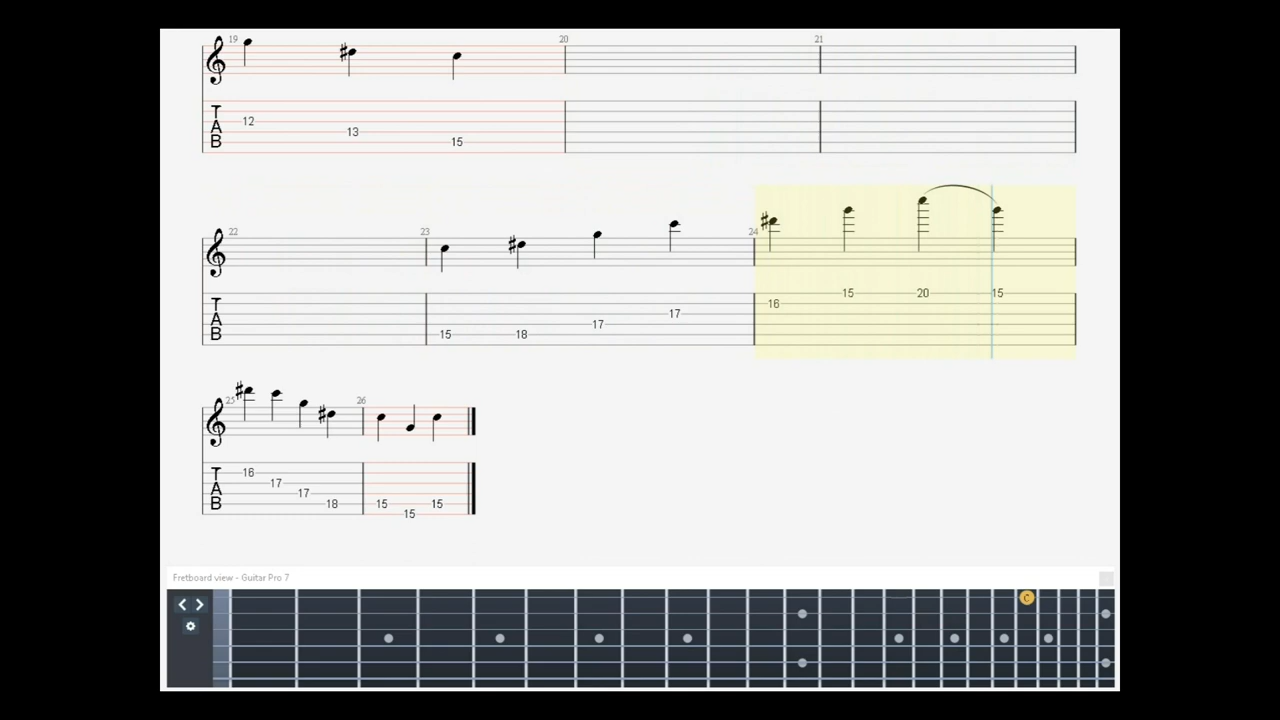 19 20 21
T
A
B
12 13 15
22 23 24
T
A
B
15 18 17 17 16 15 20 15
25 26
T
A
B
16 17 17 18 15 15 15
Fretboard view - Guitar Pro 7
C